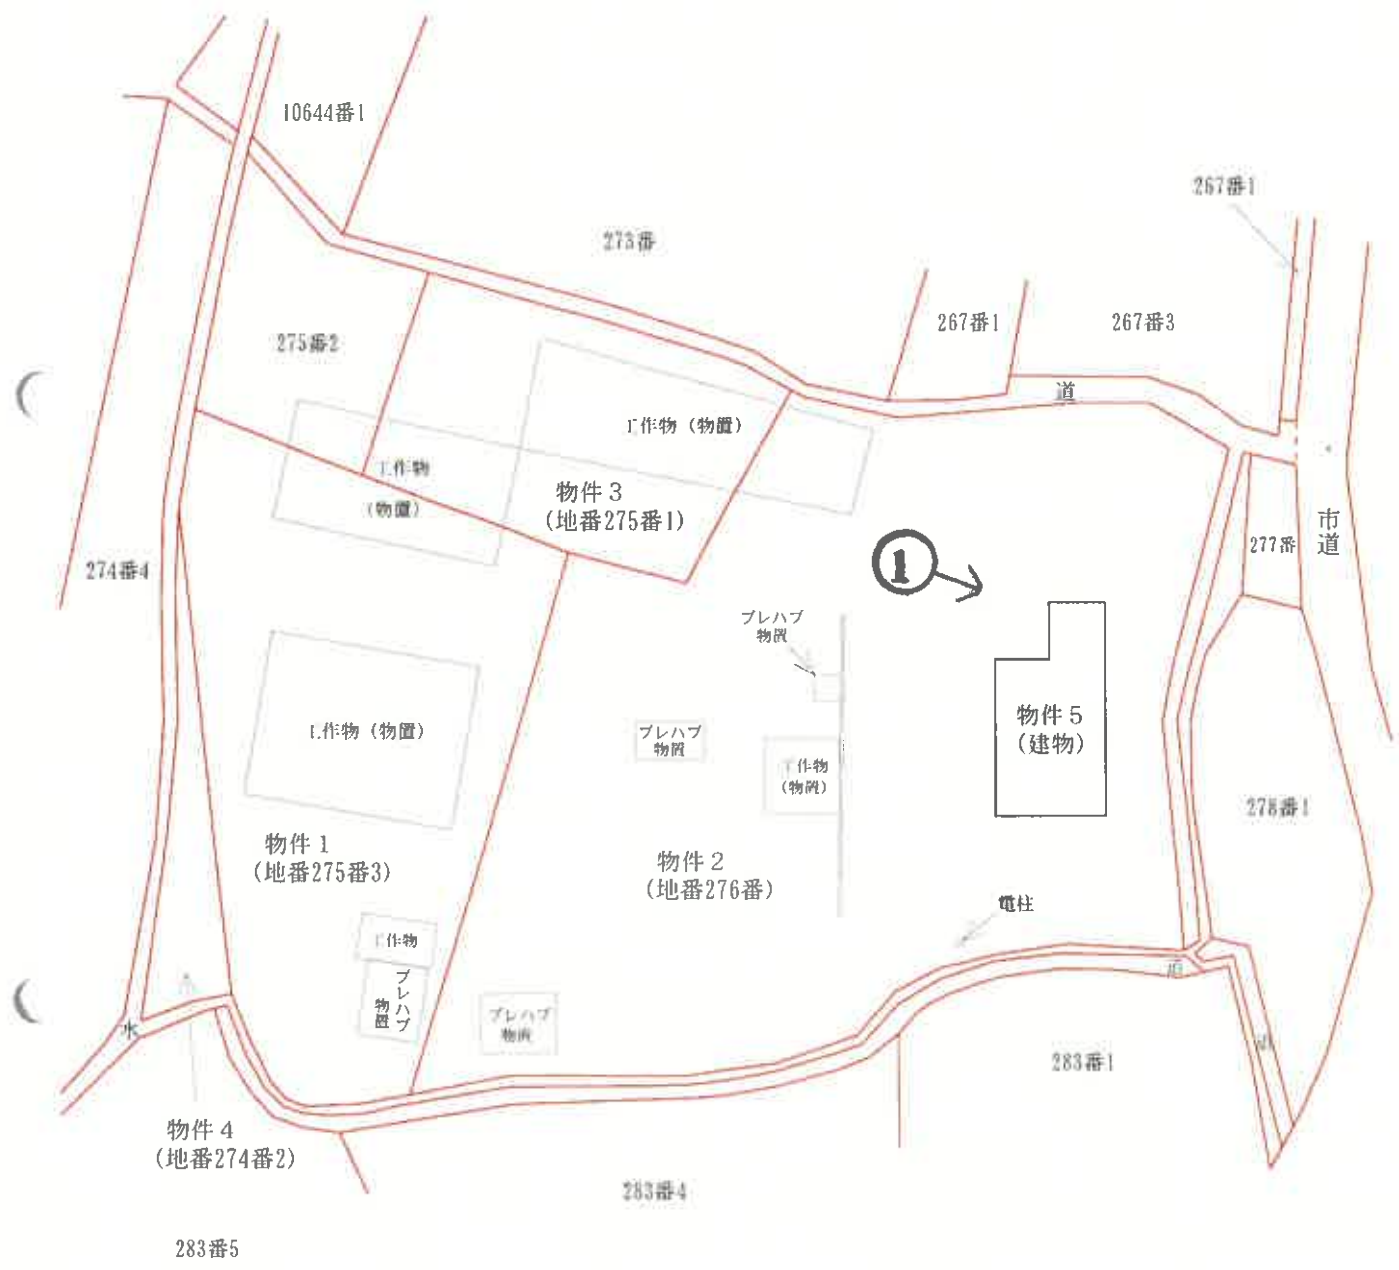 10644番1
267番1
273番
267番1
267番3
275番2
道
工作物（物置）
工作物
（物置）
物件３
（地番275番1）
市道
277番
①
274番4
プレハブ
物置
物件５
（建物）
工作物（物置）
プレハブ
物置
工作物
（物置）
278番1
物件１
（地番275番3）
物件２
（地番276番）
電柱
工作物
プレハブ
物置
道
プレハブ
物置
水
道
283番1
物件４
（地番274番2）
283番4
283番5